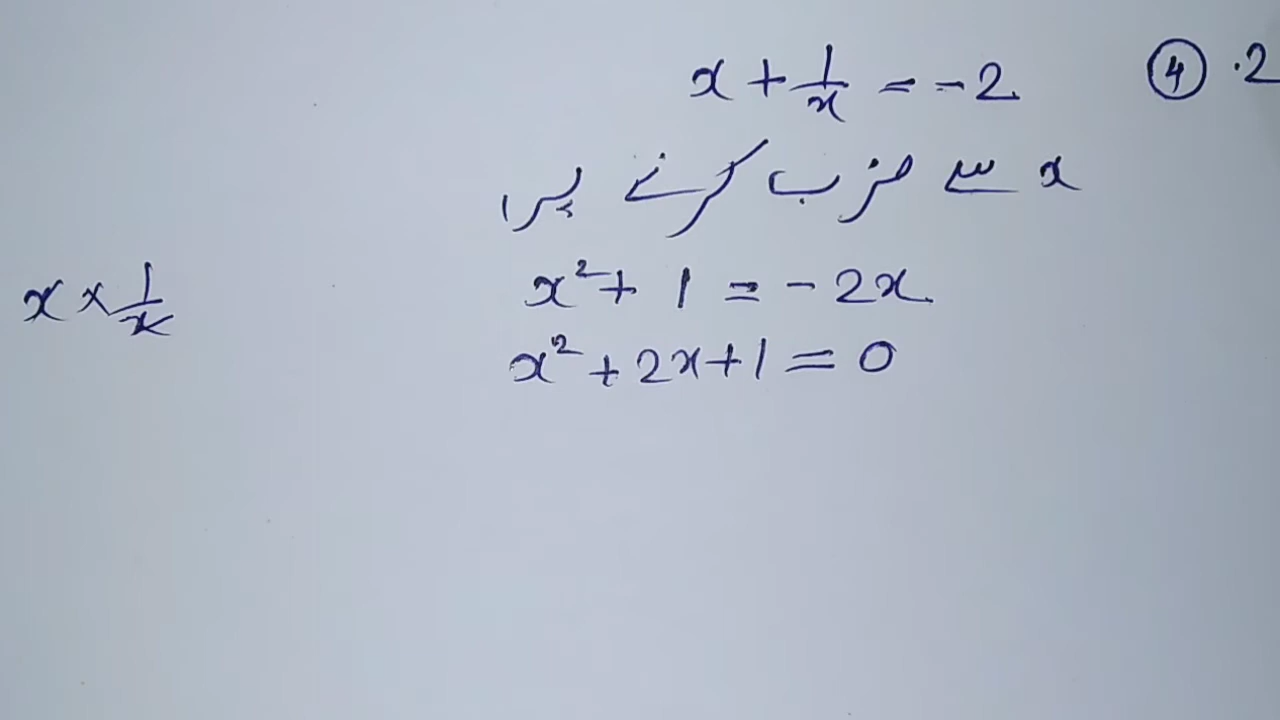 ④ .2 x + 1/x = -2
x سے ضرب کرنے پر،
x² + 1 = -2x
x × 1/x
x² + 2x + 1 = 0